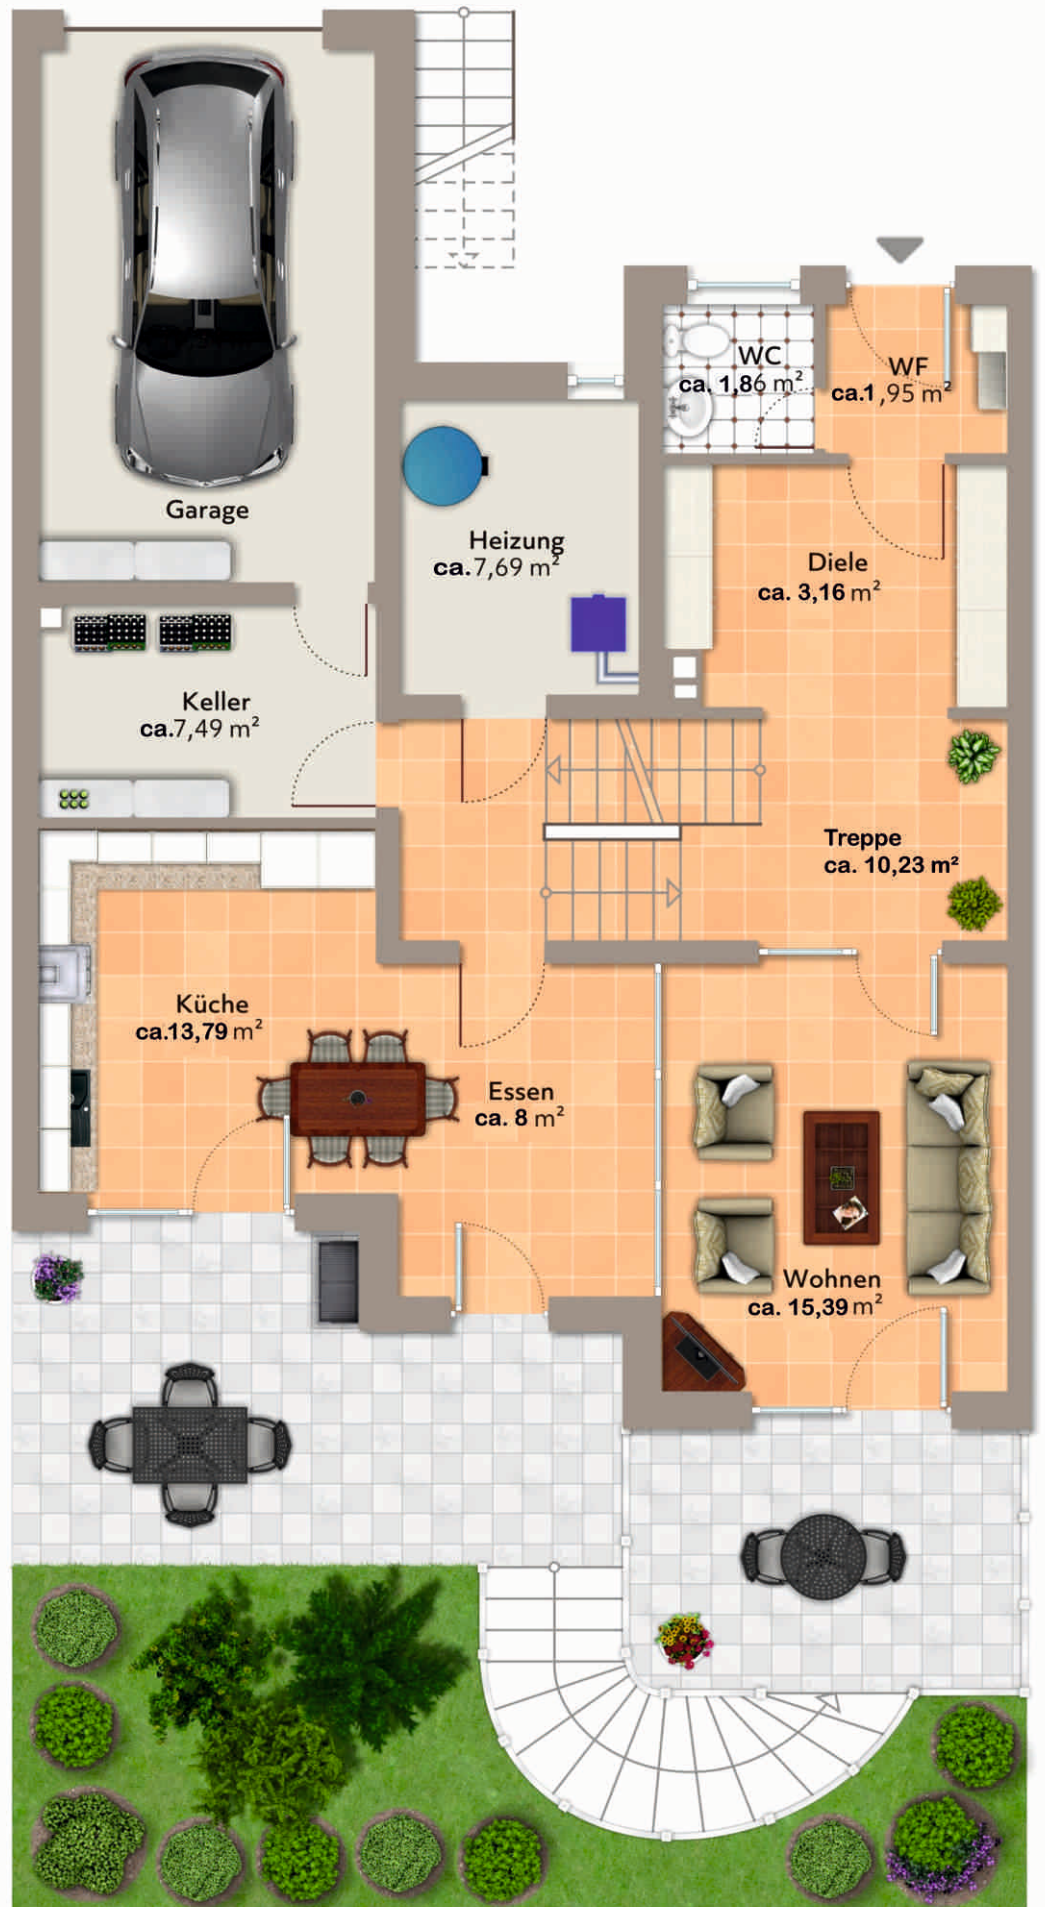 WC
ca. 1,86 m²
WF
ca.1,95 m²
Garage
Heizung
ca.7,69 m²
Diele
ca. 3,16 m²
Keller
ca.7,49 m²
Treppe
ca. 10,23 m²
Küche
ca.13,79 m²
Essen
ca. 8 m²
Wohnen
ca. 15,39 m²